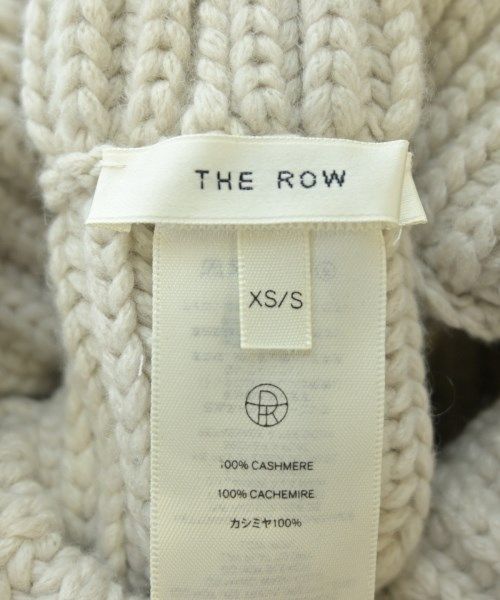 THE ROW
XS/S
100% CASHMERE
100% CACHEMIRE
カシミヤ100%